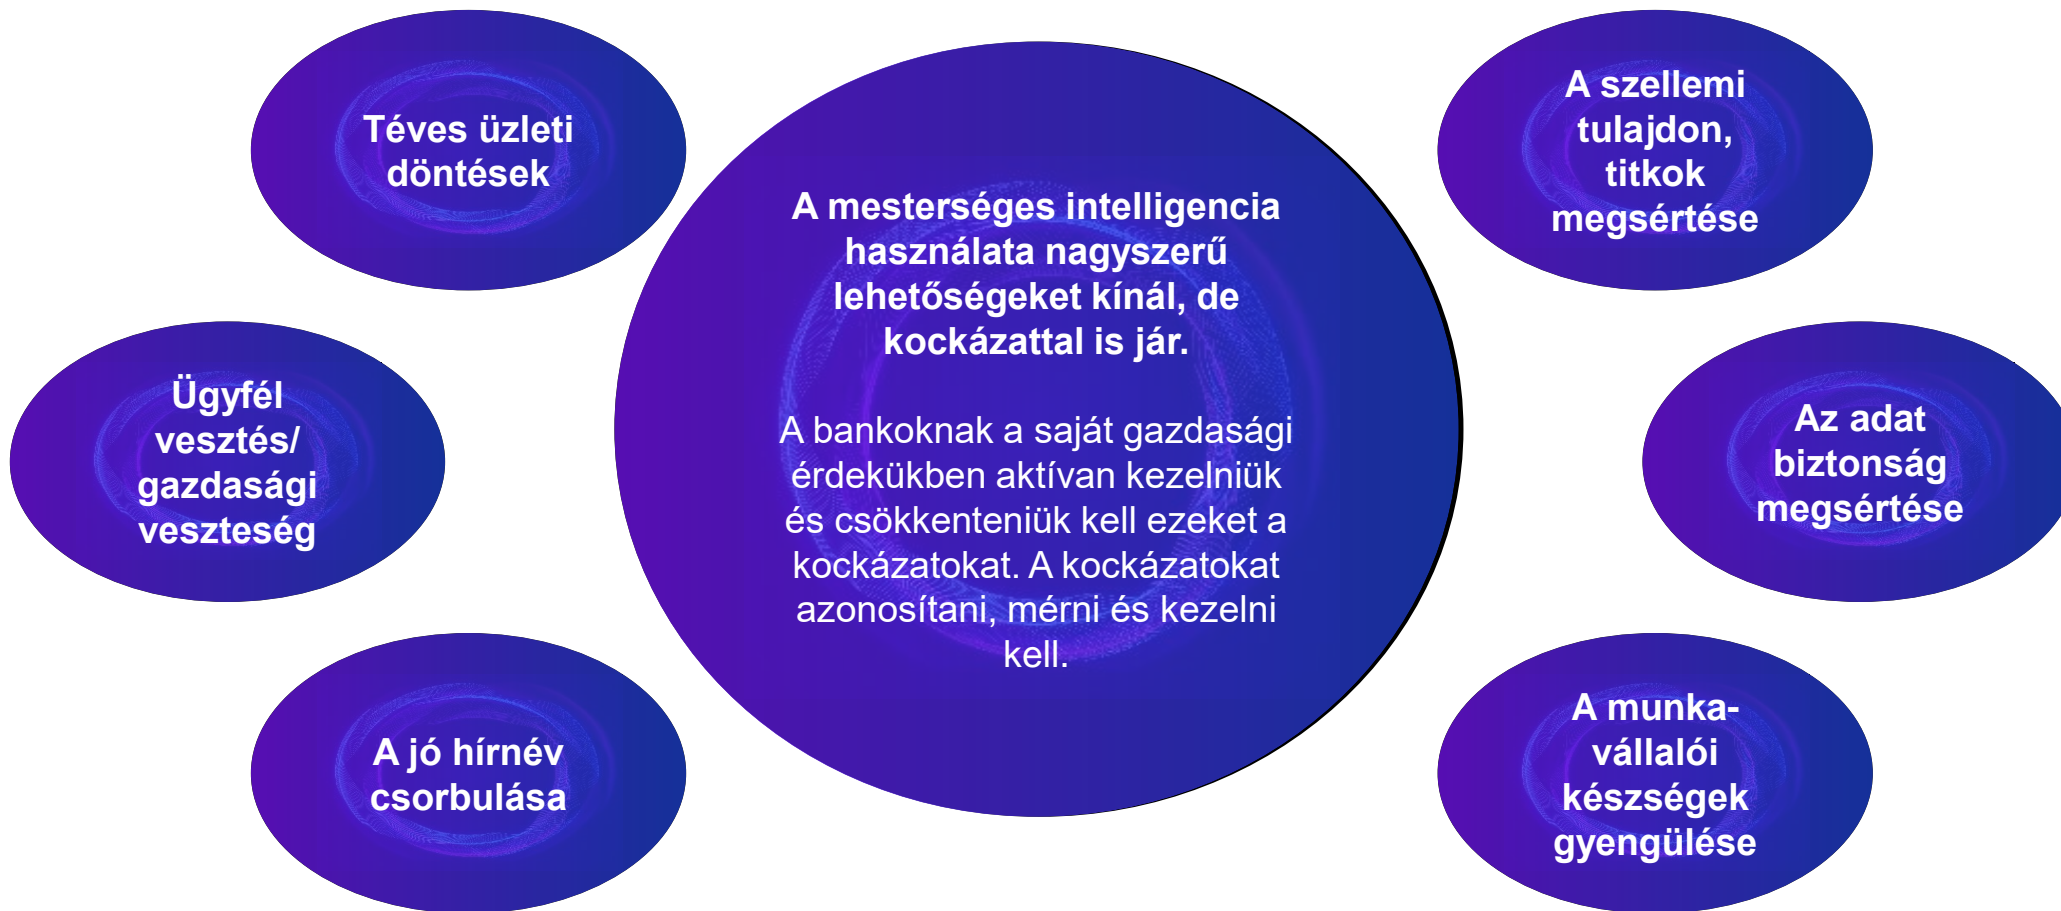 Téves üzleti
döntések
Ügyfél
vesztés/
gazdasági
veszteség
A jó hírnév
csorbulása
A mesterséges intelligencia
használata nagyszerű
lehetőségeket kínál, de
kockázattal is jár.
A bankoknak a saját gazdasági
érdekükben aktívan kezelniük
és csökkenteniük kell ezeket a
kockázatokat. A kockázatokat
azonosítani, mérni és kezelni
kell.
A szellemi
tulajdon,
titkok
megsértése
Az adat
biztonság
megsértése
A munka-
vállalói
készségek
gyengülése